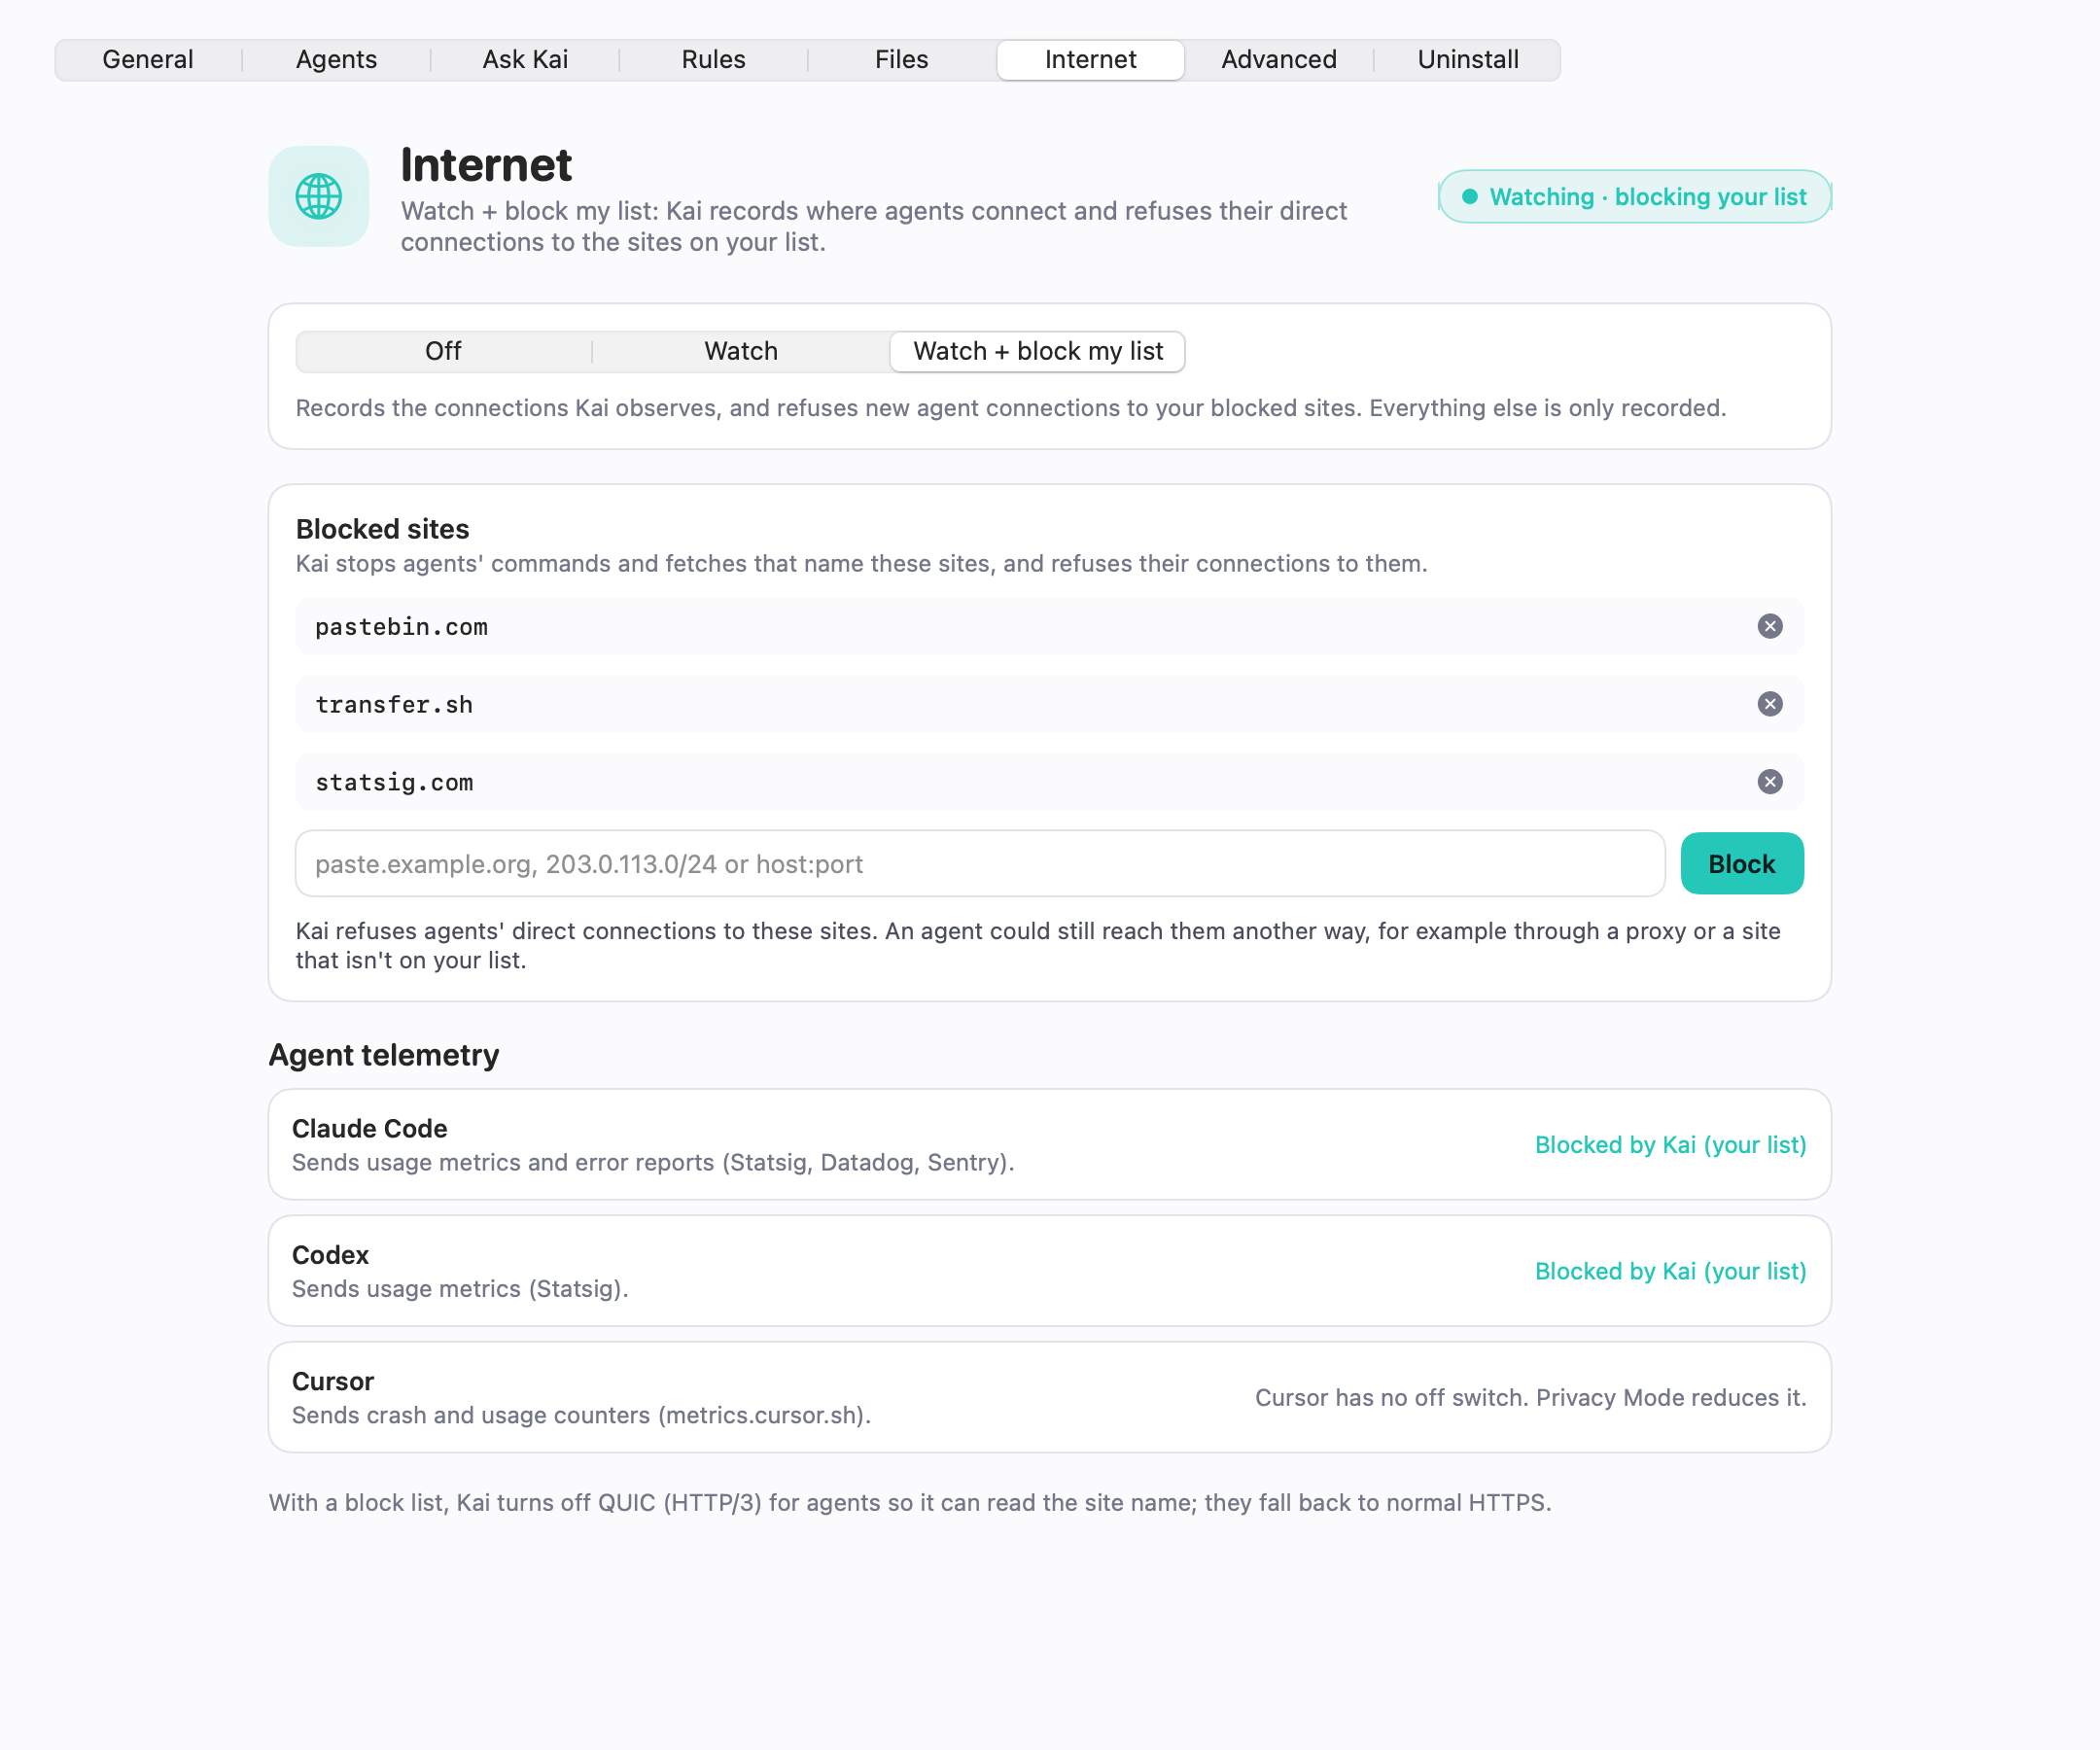 General
Agents
Ask Kai
Rules
Files
Internet
Advanced
Uninstall
Internet
Watch + block my list: Kai records where agents connect and refuses their direct
connections to the sites on your list.
Watching · blocking your list
Off
Watch
Watch + block my list
Records the connections Kai observes, and refuses new agent connections to your blocked sites. Everything else is only recorded.
Blocked sites
Kai stops agents' commands and fetches that name these sites, and refuses their connections to them.
pastebin.com
transfer.sh
statsig.com
paste.example.org, 203.0.113.0/24 or host:port
Block
Kai refuses agents' direct connections to these sites. An agent could still reach them another way, for example through a proxy or a site
that isn't on your list.
Agent telemetry
Claude Code
Sends usage metrics and error reports (Statsig, Datadog, Sentry).
Blocked by Kai (your list)
Codex
Sends usage metrics (Statsig).
Blocked by Kai (your list)
Cursor
Sends crash and usage counters (metrics.cursor.sh).
Cursor has no off switch. Privacy Mode reduces it.
With a block list, Kai turns off QUIC (HTTP/3) for agents so it can read the site name; they fall back to normal HTTPS.